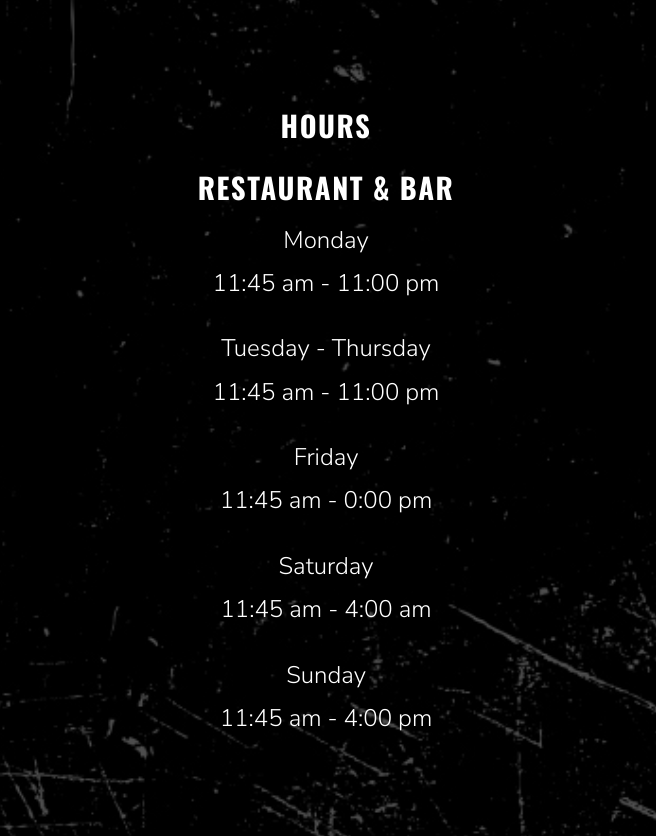 HOURS
RESTAURANT & BAR
Monday
11:45 am - 11:00 pm
Tuesday - Thursday
11:45 am - 11:00 pm
Friday
11:45 am - 0:00 pm
Saturday
11:45 am - 4:00 am
Sunday
11:45 am - 4:00 pm